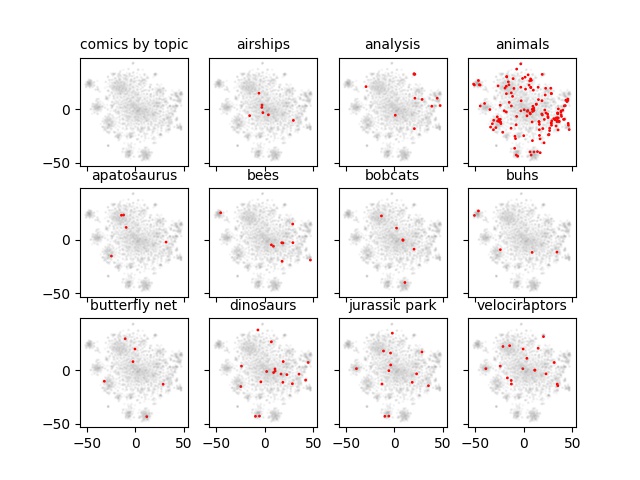 comics by topic airships analysis animals
0
−50
apatosaurus bees bobcats buns
0
−50
butterfly net dinosaurs jurassic park velociraptors
0
−50
−50 0 50 −50 0 50 −50 0 50 −50 0 50